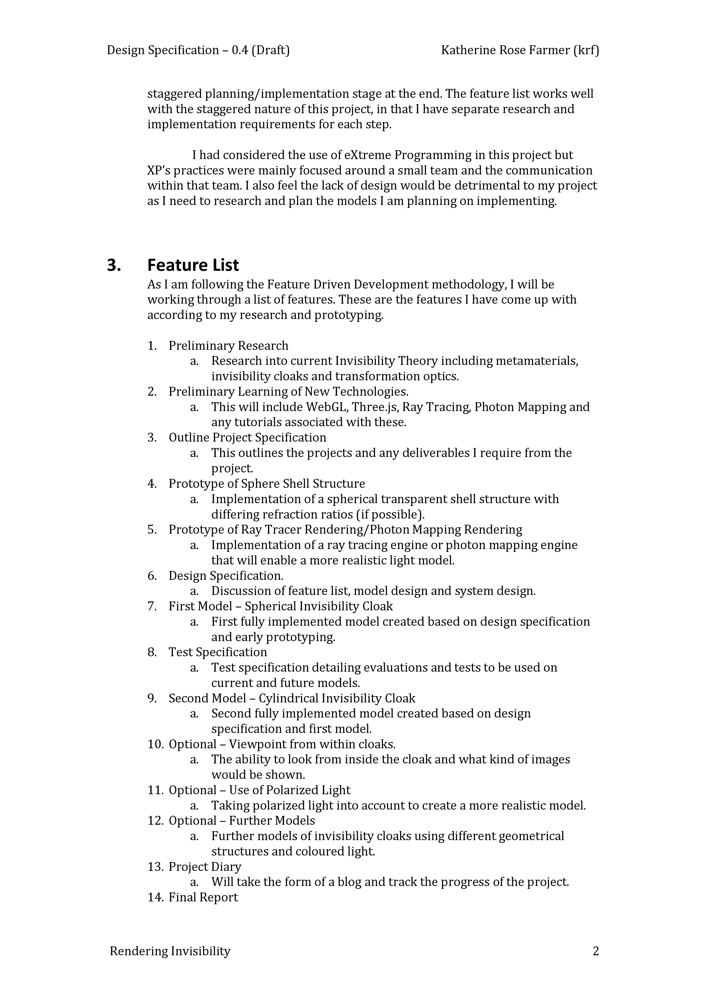 Design Specification – 0.4 (Draft) Katherine Rose Farmer (krf)
staggered planning/implementation stage at the end. The feature list works well
with the staggered nature of this project, in that I have separate research and
implementation requirements for each step.
I had considered the use of eXtreme Programming in this project but
XP’s practices were mainly focused around a small team and the communication
within that team. I also feel the lack of design would be detrimental to my project
as I need to research and plan the models I am planning on implementing.
3. Feature List
As I am following the Feature Driven Development methodology, I will be
working through a list of features. These are the features I have come up with
according to my research and prototyping.
1. Preliminary Research
a. Research into current Invisibility Theory including metamaterials,
invisibility cloaks and transformation optics.
2. Preliminary Learning of New Technologies.
a. This will include WebGL, Three.js, Ray Tracing, Photon Mapping and
any tutorials associated with these.
3. Outline Project Specification
a. This outlines the projects and any deliverables I require from the
project.
4. Prototype of Sphere Shell Structure
a. Implementation of a spherical transparent shell structure with
differing refraction ratios (if possible).
5. Prototype of Ray Tracer Rendering/Photon Mapping Rendering
a. Implementation of a ray tracing engine or photon mapping engine
that will enable a more realistic light model.
6. Design Specification.
a. Discussion of feature list, model design and system design.
7. First Model – Spherical Invisibility Cloak
a. First fully implemented model created based on design specification
and early prototyping.
8. Test Specification
a. Test specification detailing evaluations and tests to be used on
current and future models.
9. Second Model – Cylindrical Invisibility Cloak
a. Second fully implemented model created based on design
specification and first model.
10. Optional – Viewpoint from within cloaks.
a. The ability to look from inside the cloak and what kind of images
would be shown.
11. Optional – Use of Polarized Light
a. Taking polarized light into account to create a more realistic model.
12. Optional – Further Models
a. Further models of invisibility cloaks using different geometrical
structures and coloured light.
13. Project Diary
a. Will take the form of a blog and track the progress of the project.
14. Final Report
Rendering Invisibility 2